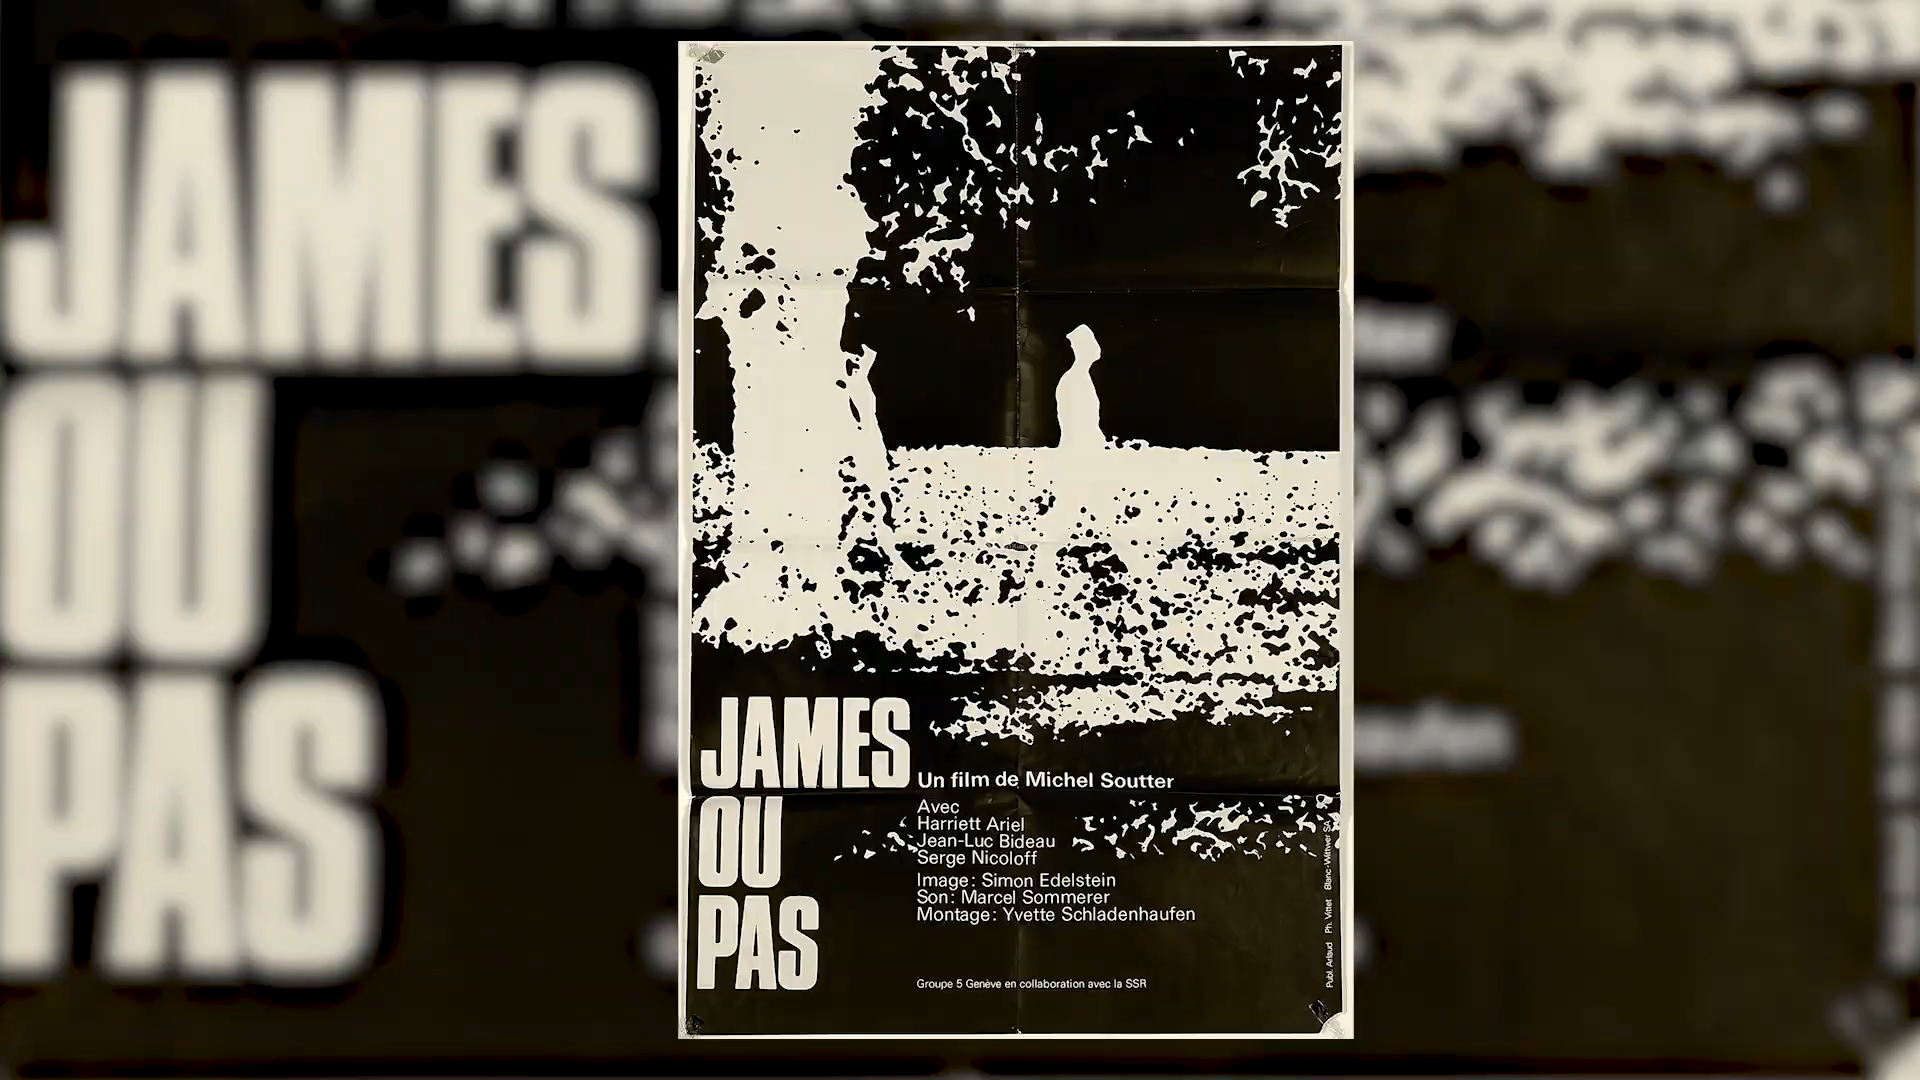 JAMES
OU
PAS
Un film de Michel Soutter
Avec
Harriett Ariel
Jean-Luc Bideau
Serge Nicoloff
Image: Simon Edelstein
Son: Marcel Sommerer
Montage: Yvette Schladenhaufen
Groupe 5 Genève en collaboration avec la SSR
Publ. Arlaud Ph. Vittet Blanc-Wittwer SA